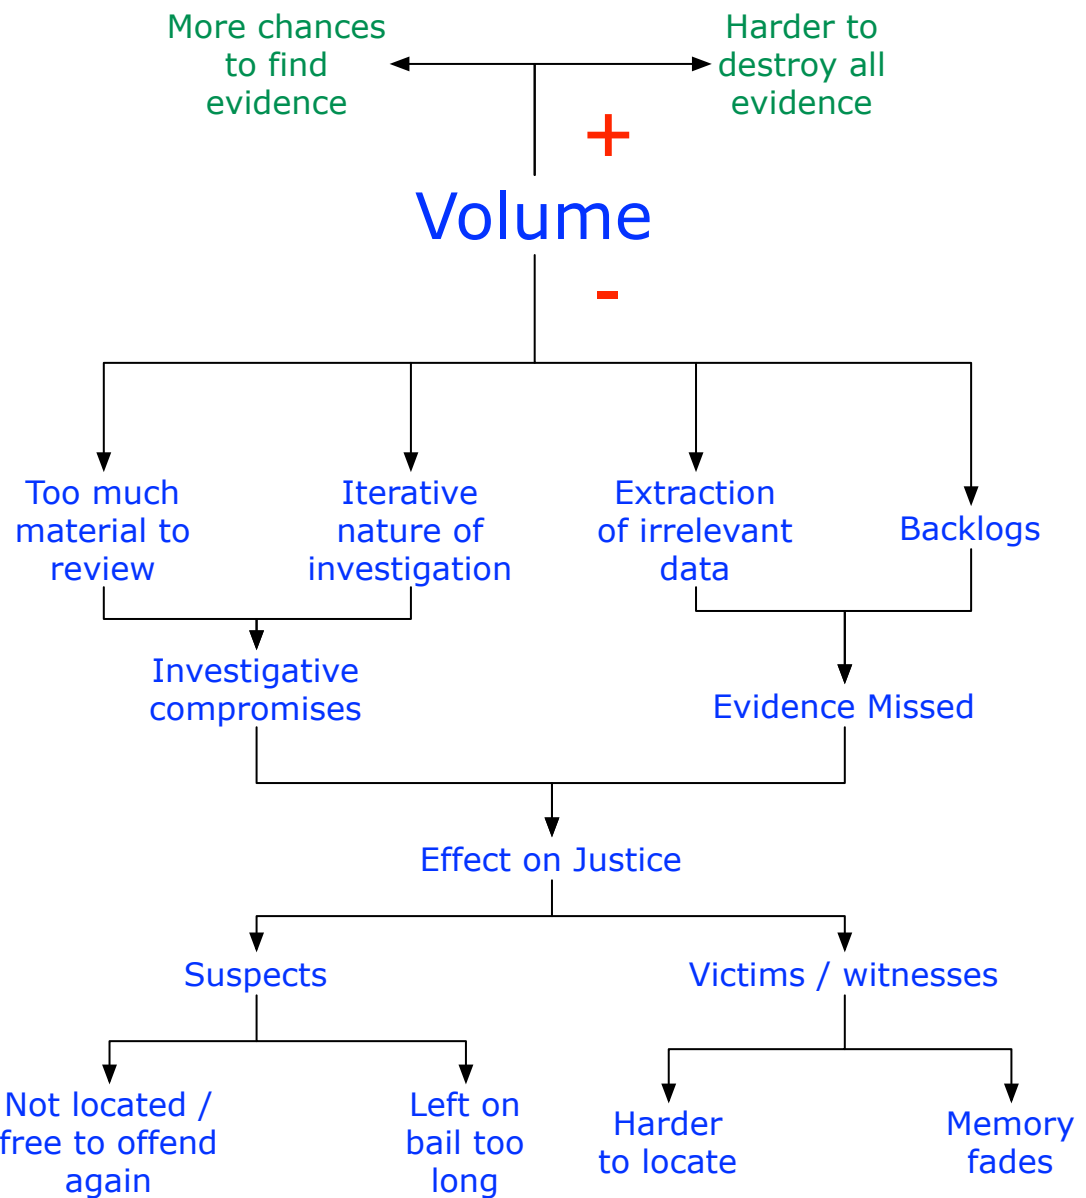 More chances
to find
evidence
Harder to
destroy all
evidence
+
Volume
-
Too much
material to
review
Iterative
nature of
investigation
Extraction
of irrelevant
data
Backlogs
Investigative
compromises
Evidence Missed
Effect on Justice
Suspects
Victims / witnesses
Not located /
free to offend
again
Left on
bail too
long
Harder
to locate
Memory
fades